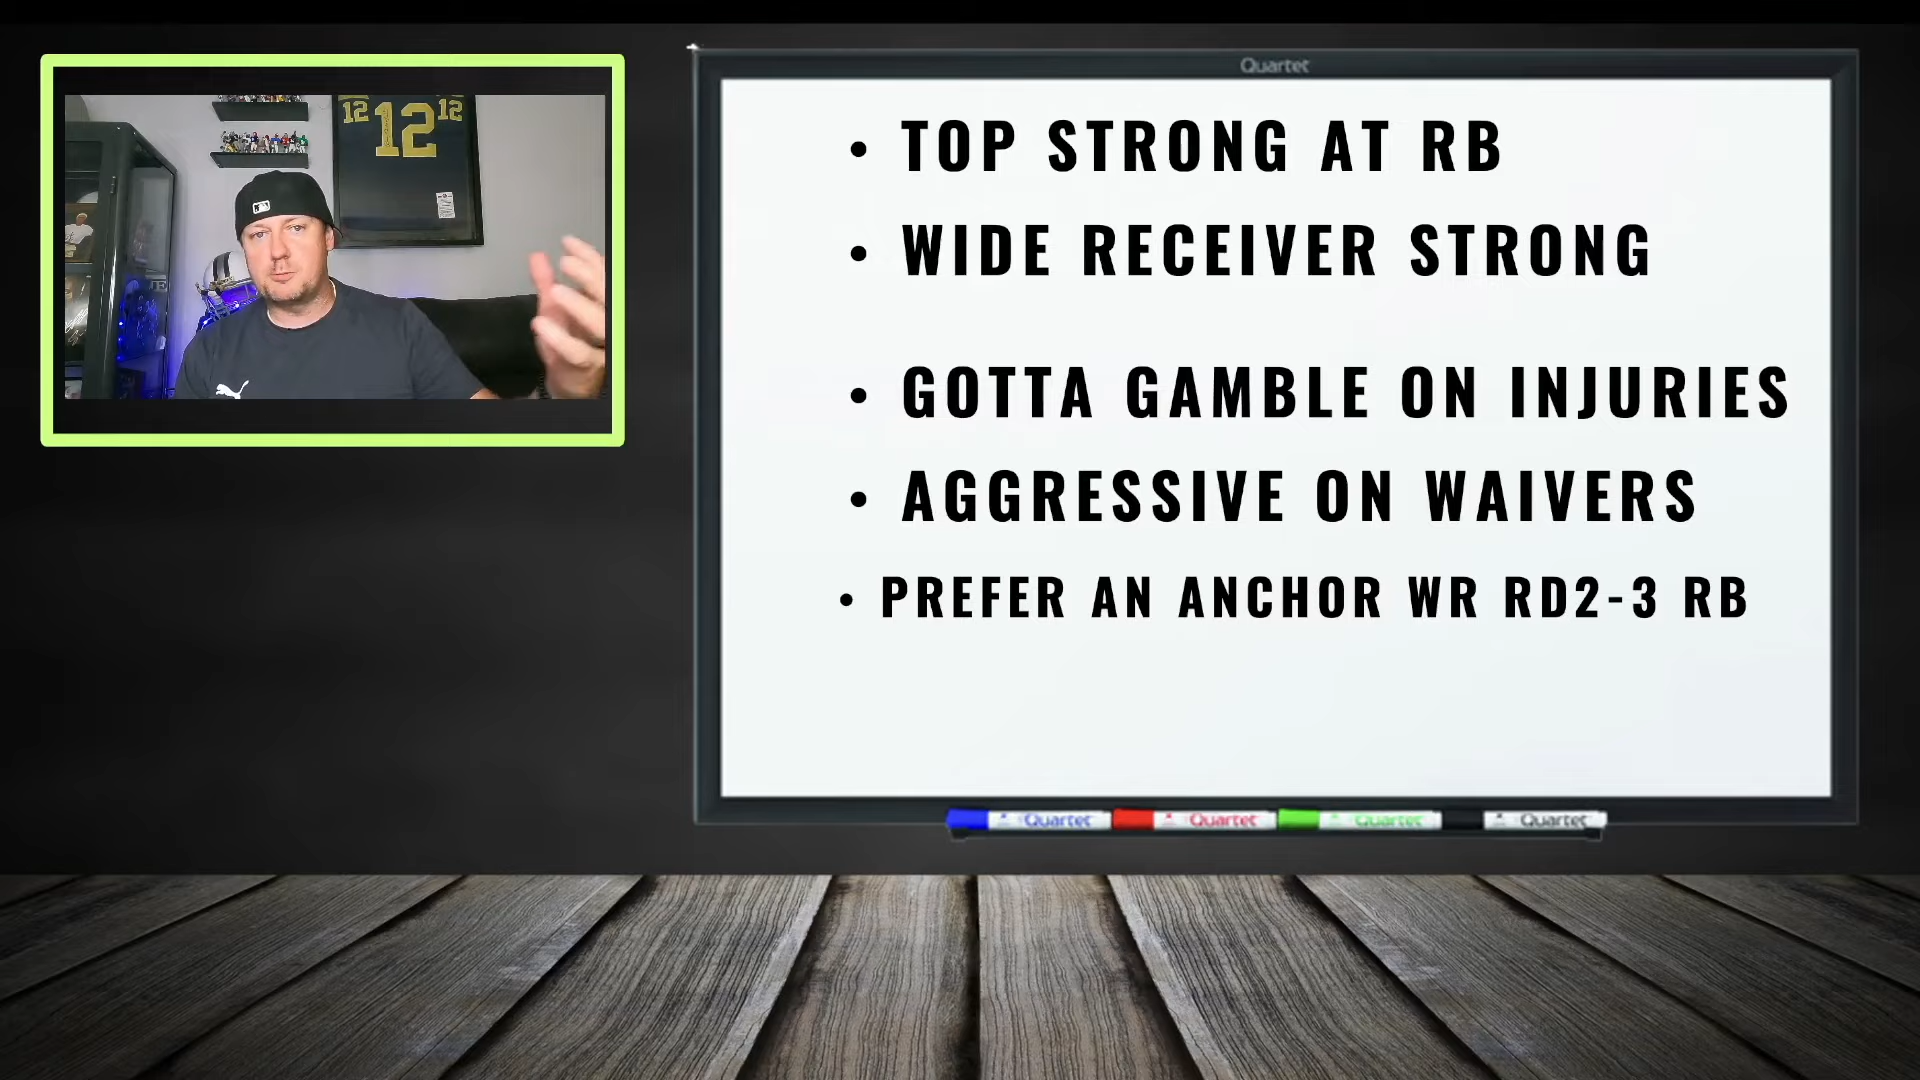 Quartet
12 12 12
• TOP STRONG AT RB
• WIDE RECEIVER STRONG
• GOTTA GAMBLE ON INJURIES
• AGGRESSIVE ON WAIVERS
• PREFER AN ANCHOR WR RD2-3 RB
Quartet Quartet Quartet Quartet